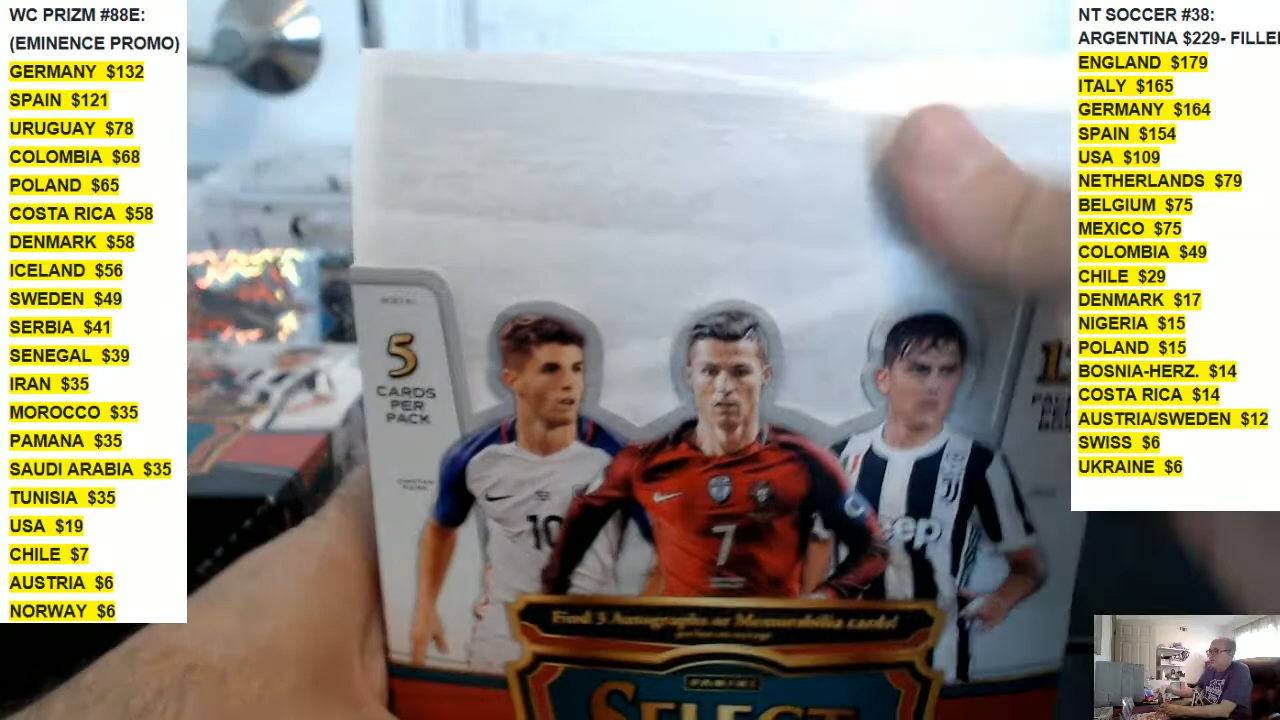 WC PRIZM #88E:
(EMINENCE PROMO)
GERMANY $132
SPAIN $121
URUGUAY $78
COLOMBIA $68
POLAND $65
COSTA RICA $58
DENMARK $58
ICELAND $56
SWEDEN $49
SERBIA $41
SENEGAL $39
IRAN $35
MOROCCO $35
PAMANA $35
SAUDI ARABIA $35
TUNISIA $35
USA $19
CHILE $7
AUSTRIA $6
NORWAY $6
5
CARDS
PER
PACK
10
7
Jeep
Find 3 Autographs or Memorabilia cards!
PANINI
SELECT
NT SOCCER #38:
ARGENTINA $229- FILLE
ENGLAND $179
ITALY $165
GERMANY $164
SPAIN $154
USA $109
NETHERLANDS $79
BELGIUM $75
MEXICO $75
COLOMBIA $49
CHILE $29
DENMARK $17
NIGERIA $15
POLAND $15
BOSNIA-HERZ. $14
COSTA RICA $14
AUSTRIA/SWEDEN $12
SWISS $6
UKRAINE $6